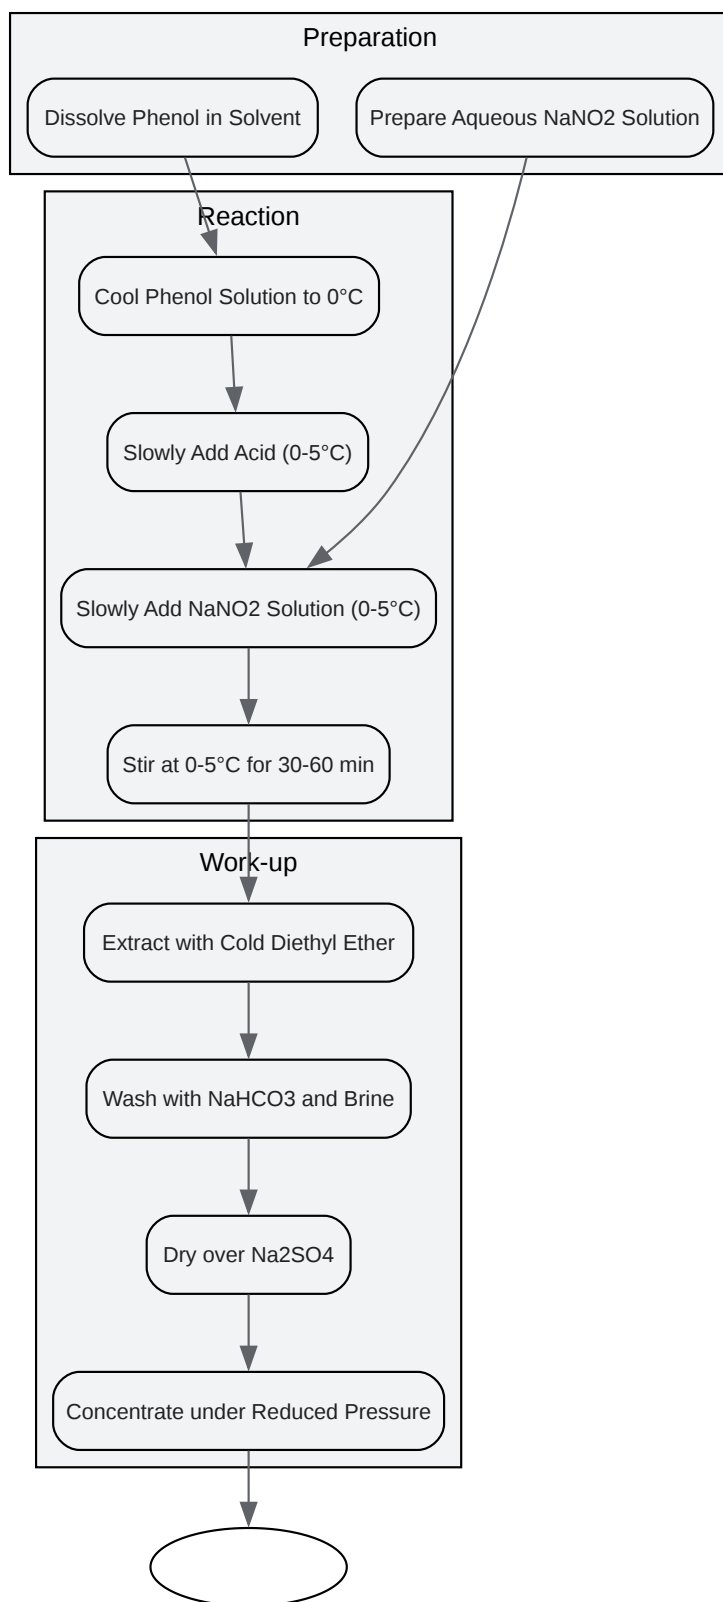 Preparation
Dissolve Phenol in Solvent
Prepare Aqueous NaNO2 Solution
Reaction
Cool Phenol Solution to 0°C
Slowly Add Acid (0-5°C)
Slowly Add NaNO2 Solution (0-5°C)
Stir at 0-5°C for 30-60 min
Work-up
Extract with Cold Diethyl Ether
Wash with NaHCO3 and Brine
Dry over Na2SO4
Concentrate under Reduced Pressure